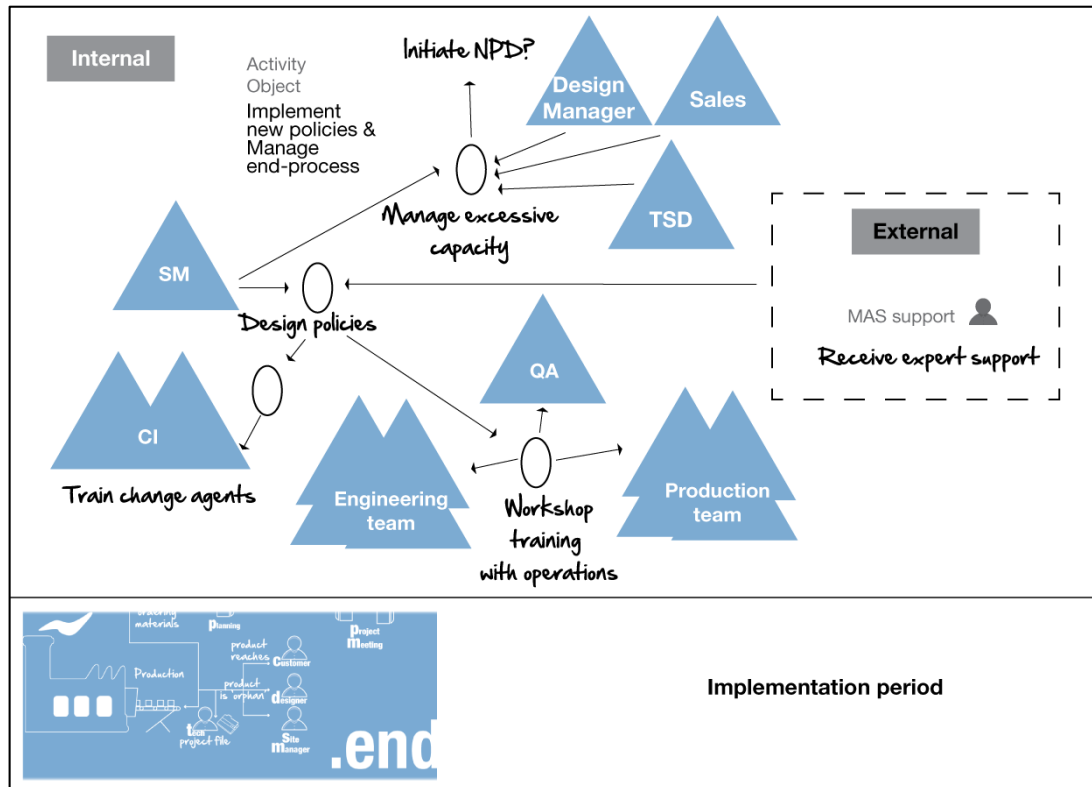 Internal
Activity
Object
Implement
new policies &
Manage
end-process
Initiate NPD?
Design
Manager
Sales
TSD
Manage excessive
capacity
SM
Design policies
External
MAS support
Receive expert support
QA
CI
Train change agents
Engineering
team
Workshop
training
with operations
Production
team
ordering
materials
planning
project
meeting
Production
product
reaches
customer
product
is 'orphan'
designer
tech
project file
site
manager
.end
Implementation period